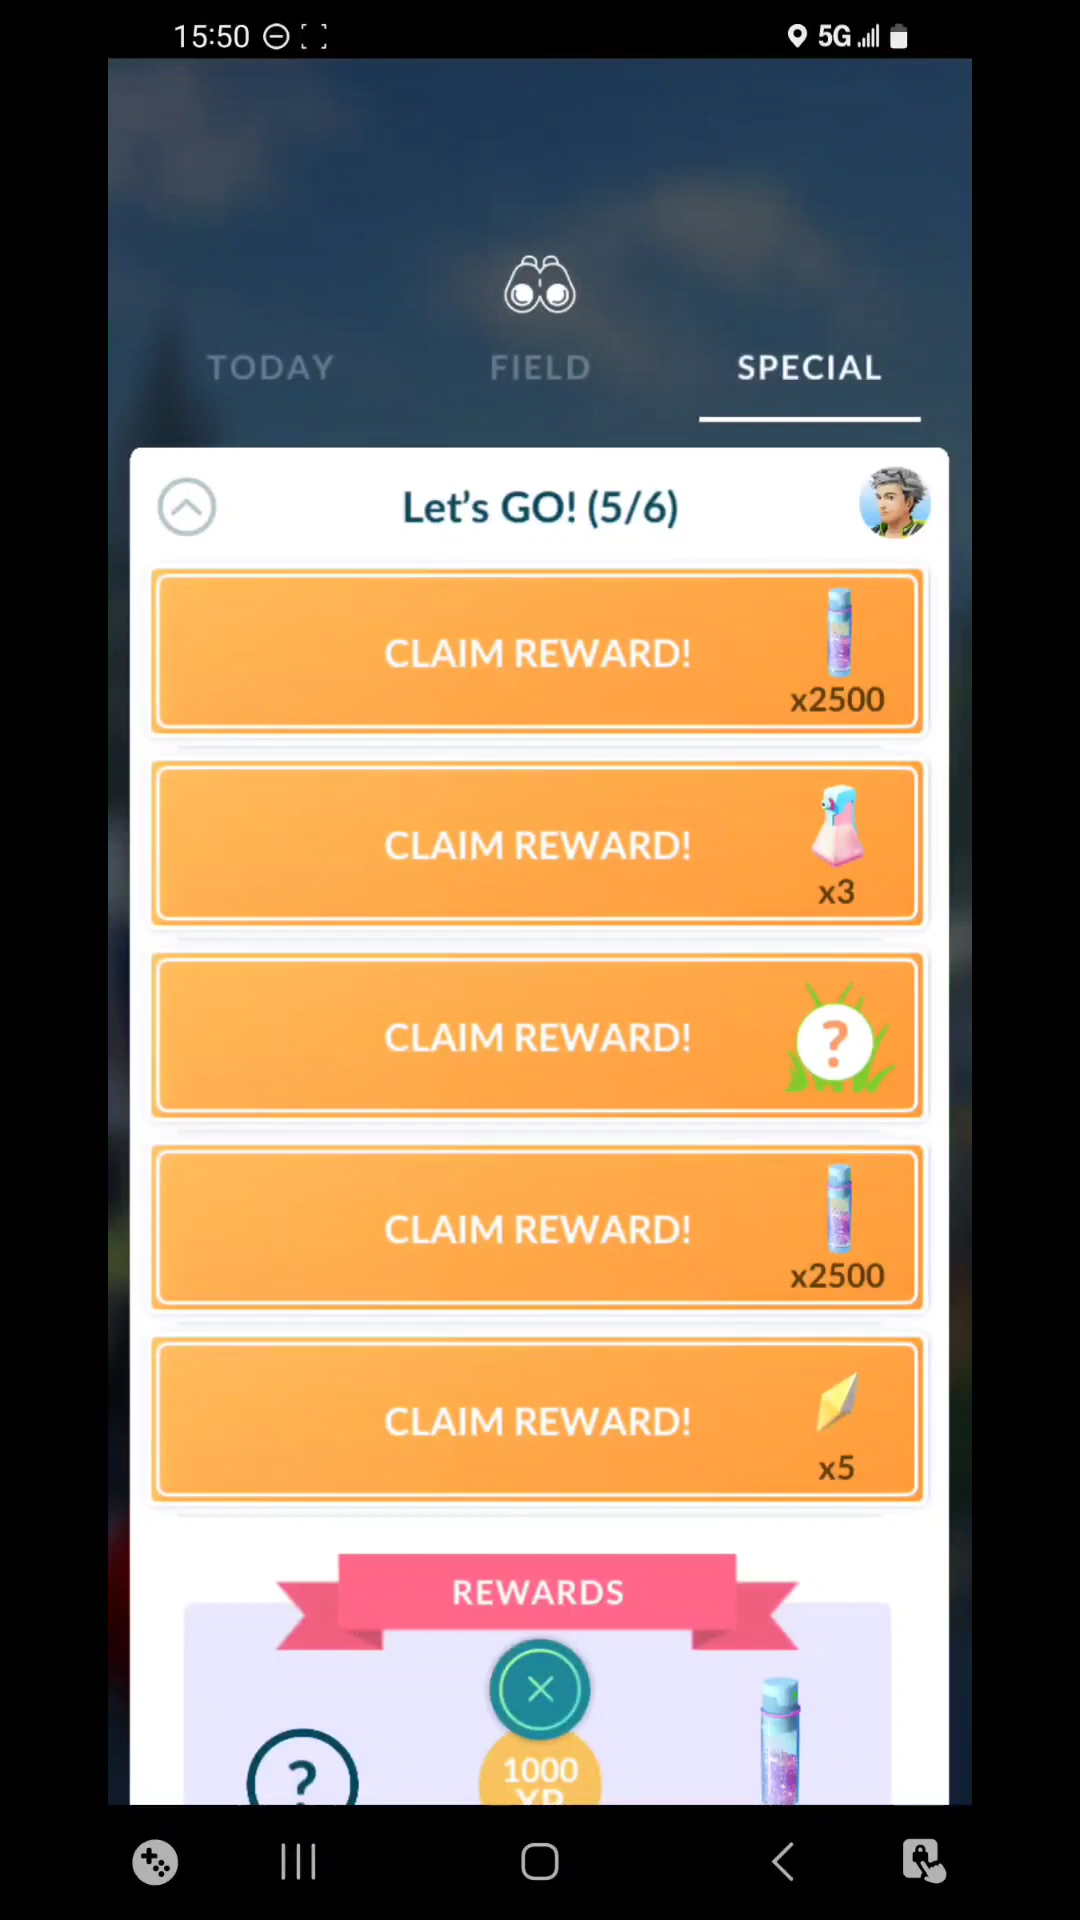 15:50
5G
TODAY FIELD SPECIAL
Let's GO! (5/6)
CLAIM REWARD!
x2500
CLAIM REWARD!
x3
CLAIM REWARD!
?
CLAIM REWARD!
x2500
CLAIM REWARD!
x5
REWARDS
?
1000
XP